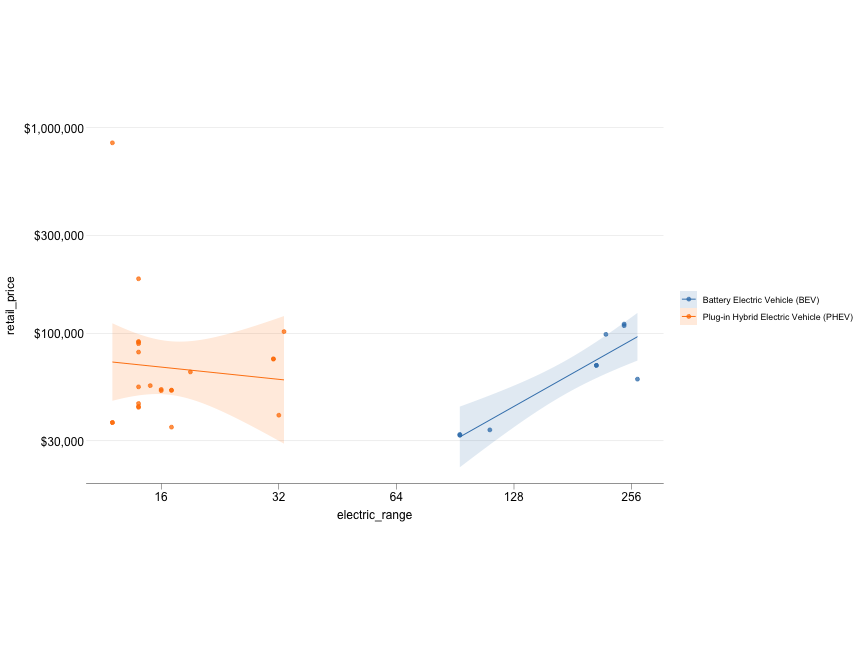 $1,000,000
$300,000
$100,000
$30,000
retail_price
16 32 64 128 256
electric_range
Battery Electric Vehicle (BEV)
Plug-in Hybrid Electric Vehicle (PHEV)